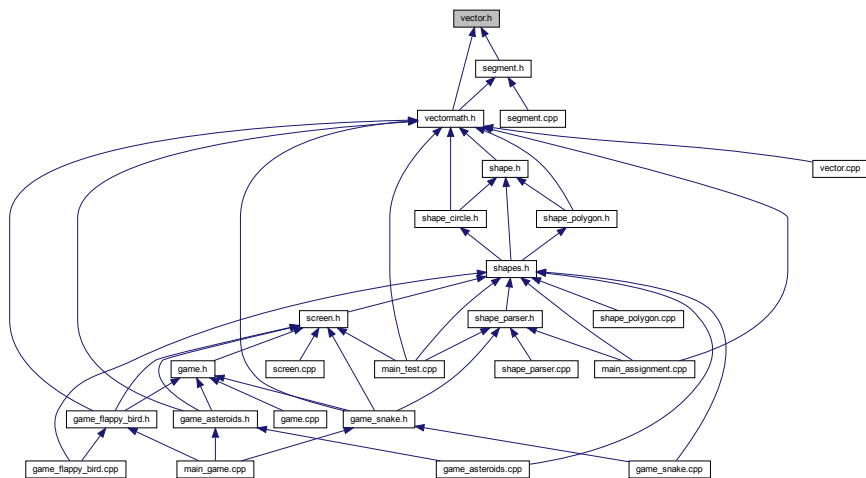 vector.h
segment.h
vectormath.h
segment.cpp
shape.h
vector.cpp
shape_circle.h
shape_polygon.h
shapes.h
screen.h
shape_parser.h
shape_polygon.cpp
game.h
screen.cpp
main_test.cpp
shape_parser.cpp
main_assignment.cpp
game_flappy_bird.h
game_asteroids.h
game.cpp
game_snake.h
game_flappy_bird.cpp
main_game.cpp
game_asteroids.cpp
game_snake.cpp